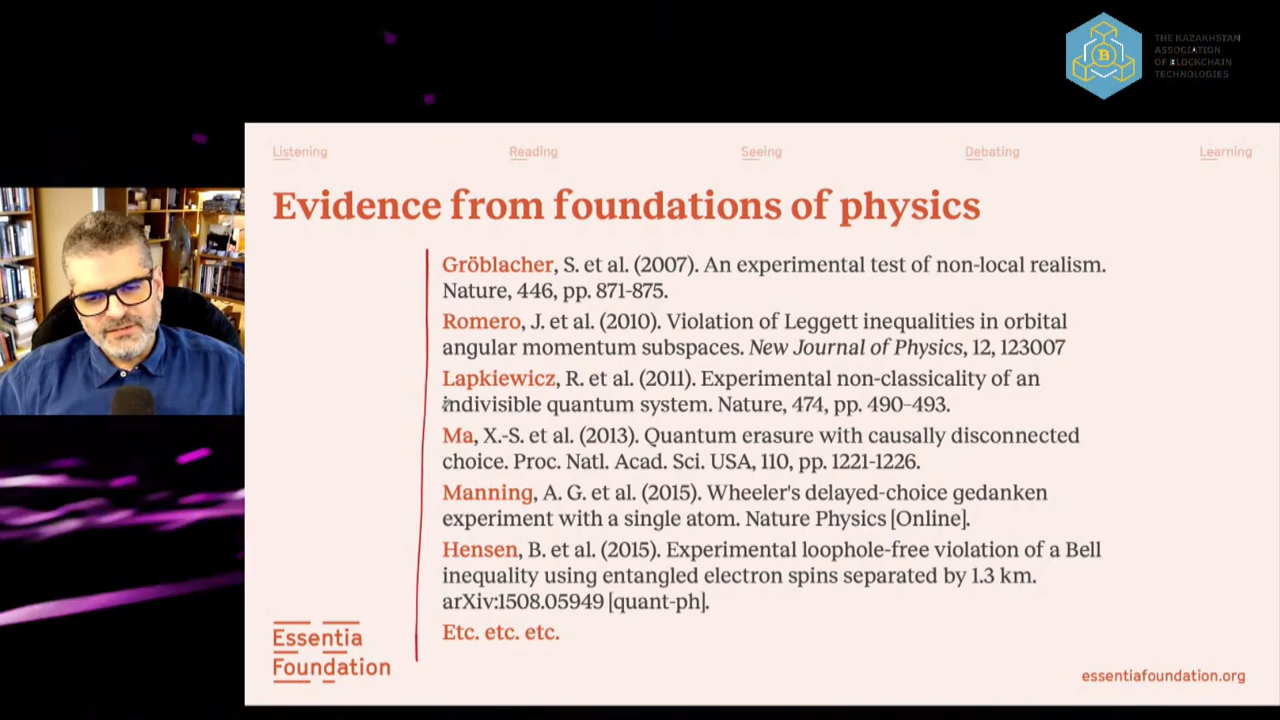 THE KAZAKHSTAN
ASSOCIATION
OF BLOCKCHAIN
TECHNOLOGIES
B
Listening Reading Seeing Debating Learning
Evidence from foundations of physics
Gröblacher, S. et al. (2007). An experimental test of non-local realism.
Nature, 446, pp. 871-875.
Romero, J. et al. (2010). Violation of Leggett inequalities in orbital
angular momentum subspaces. New Journal of Physics, 12, 123007
Lapkiewicz, R. et al. (2011). Experimental non-classicality of an
indivisible quantum system. Nature, 474, pp. 490–493.
Ma, X.-S. et al. (2013). Quantum erasure with causally disconnected
choice. Proc. Natl. Acad. Sci. USA, 110, pp. 1221-1226.
Manning, A. G. et al. (2015). Wheeler's delayed-choice gedanken
experiment with a single atom. Nature Physics [Online].
Hensen, B. et al. (2015). Experimental loophole-free violation of a Bell
inequality using entangled electron spins separated by 1.3 km.
arXiv:1508.05949 [quant-ph].
Etc. etc. etc.
Essentia
Foundation
essentiafoundation.org